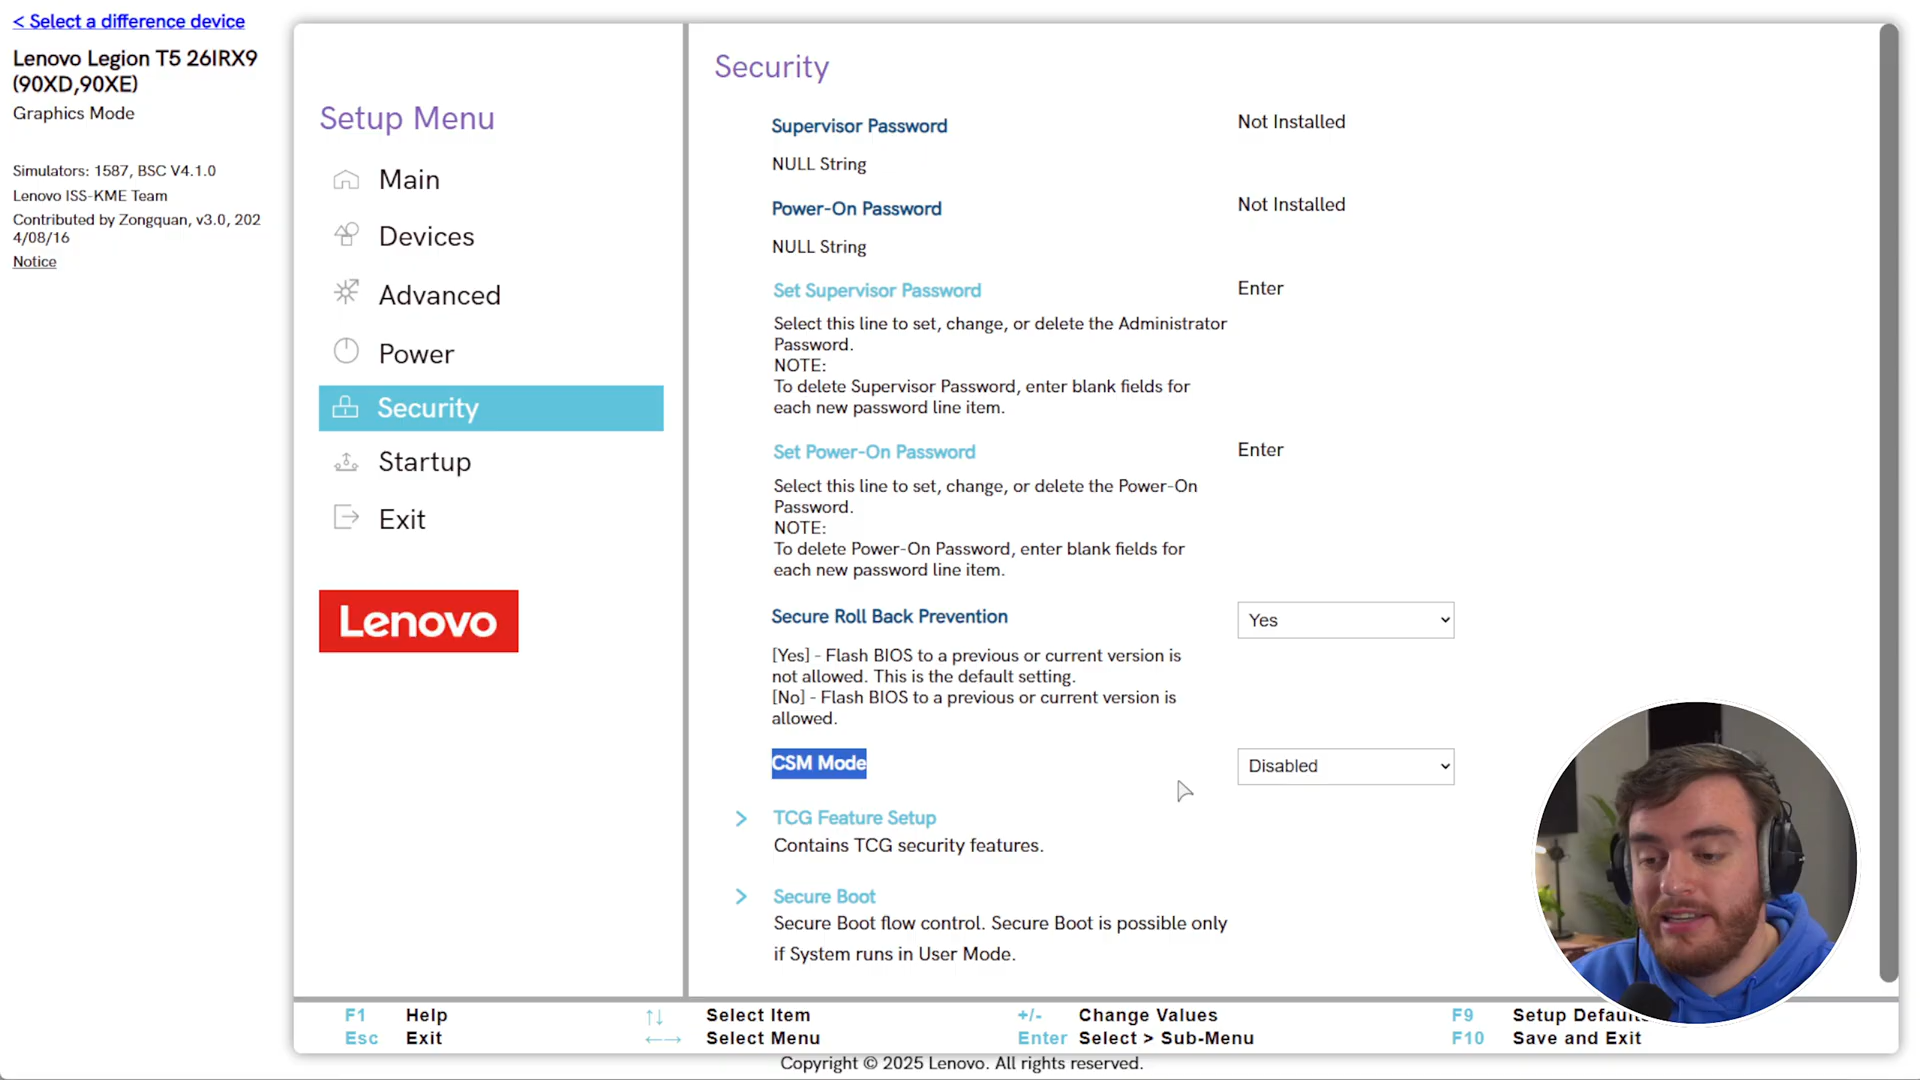 < Select a difference device
Lenovo Legion T5 26IRX9
(90XD,90XE)
Graphics Mode
Simulators: 1587, BSC V4.1.0
Lenovo ISS-KME Team
Contributed by Zongquan, v3.0, 202
4/08/16
Notice
Setup Menu
Main
Devices
Advanced
Power
Security
Startup
Exit
Lenovo
Security
Supervisor Password Not Installed
NULL String
Power-On Password Not Installed
NULL String
Set Supervisor Password Enter
Select this line to set, change, or delete the Administrator
Password.
NOTE:
To delete Supervisor Password, enter blank fields for
each new password line item.
Set Power-On Password Enter
Select this line to set, change, or delete the Power-On
Password.
NOTE:
To delete Power-On Password, enter blank fields for
each new password line item.
Secure Roll Back Prevention Yes
[Yes] - Flash BIOS to a previous or current version is
not allowed. This is the default setting.
[No] - Flash BIOS to a previous or current version is
allowed.
CSM Mode Disabled
> TCG Feature Setup
Contains TCG security features.
> Secure Boot
Secure Boot flow control. Secure Boot is possible only
if System runs in User Mode.
F1 Help ↑↓ Select Item +/- Change Values F9 Setup Defau
Esc Exit ←→ Select Menu Enter Select > Sub-Menu F10 Save and Exit
Copyright © 2025 Lenovo. All rights reserved.